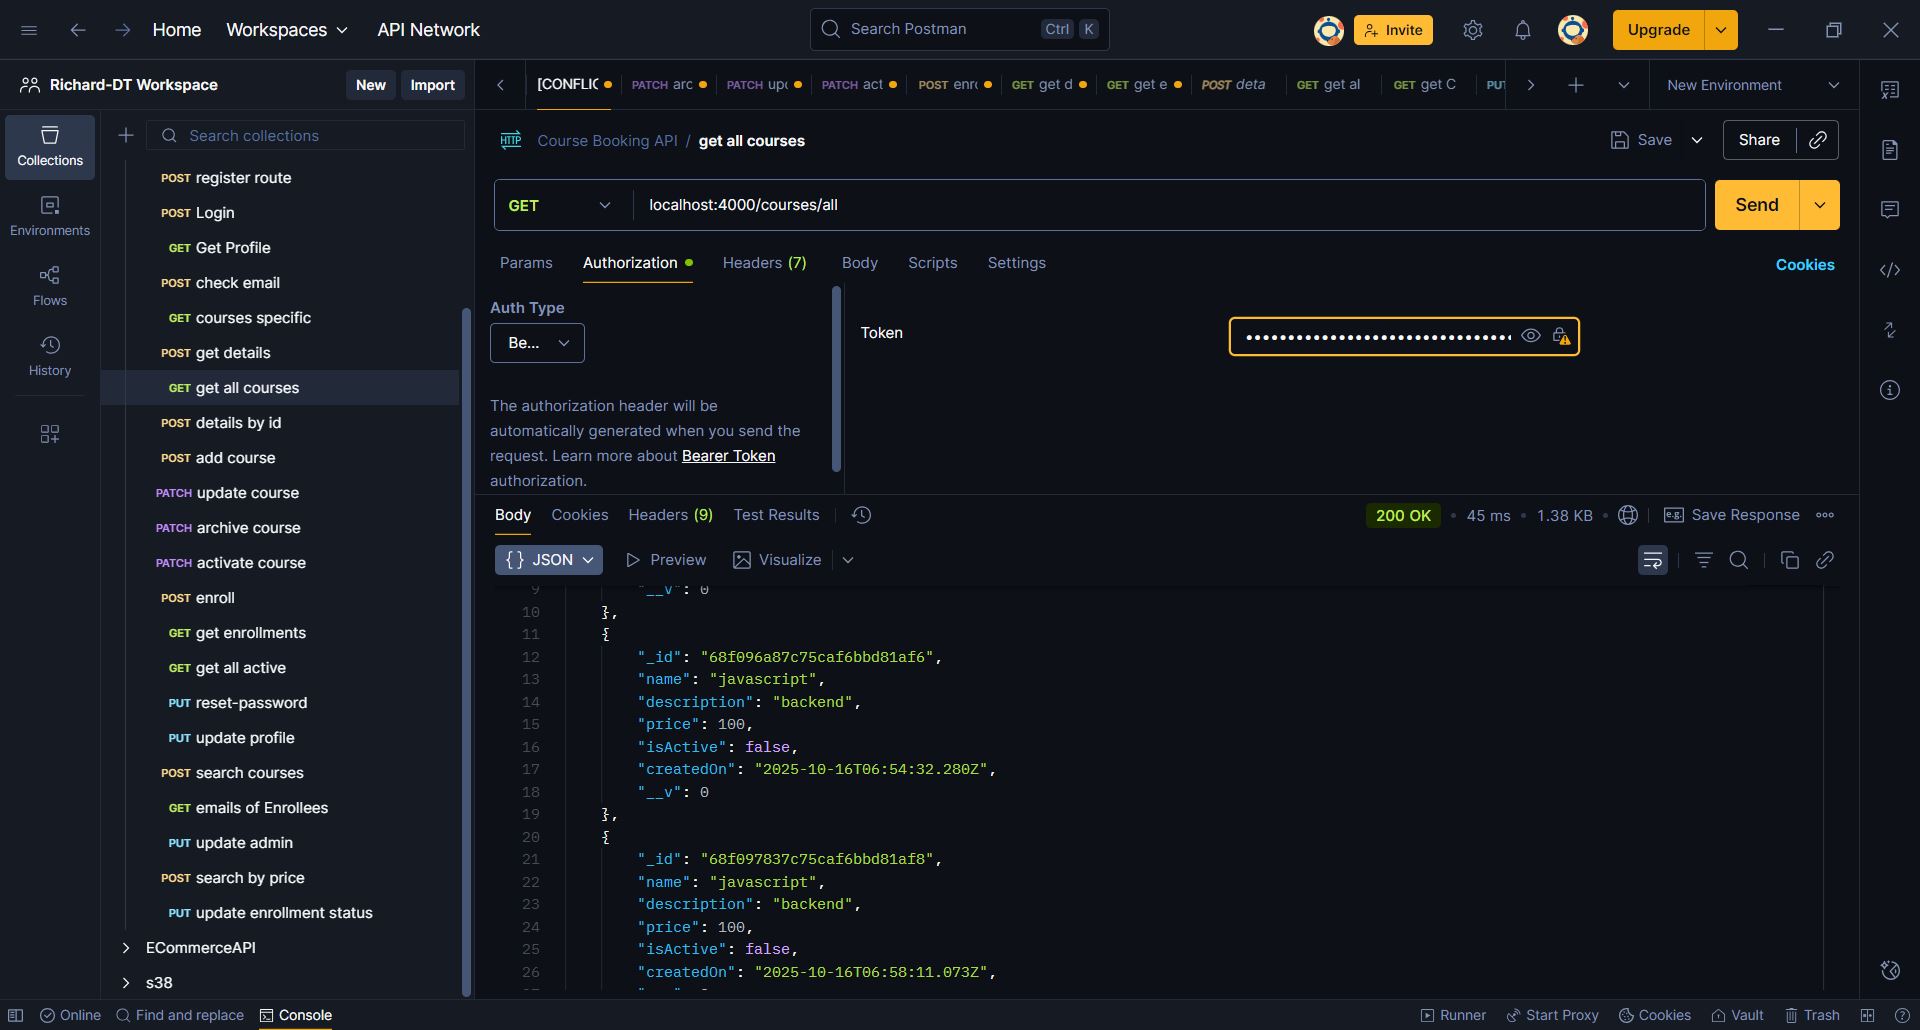 Home Workspaces API Network Search Postman Ctrl K Invite Upgrade
Richard-DT Workspace New Import
[CONFLIC PATCH arc PATCH PATCH act POST enr GET get d GET get e POST deta GET get al GET get C PUT New Environment
Collections
Environments
Flows
History
Search collections
POST register route
POST Login
GET Get Profile
POST check email
GET courses specific
POST get details
GET get all courses
POST details by id
POST add course
PATCH update course
PATCH archive course
PATCH activate course
POST enroll
GET get enrollments
GET get all active
PUT reset-password
PUT update profile
POST search courses
GET emails of Enrollees
PUT update admin
POST search by price
PUT update enrollment status
ECommerceAPI
s38
HTTP Course Booking API / get all courses Save Share
GET localhost:4000/courses/all Send
Params Authorization Headers (7) Body Scripts Settings Cookies
Auth Type
Be...
The authorization header will be
automatically generated when you send the
request. Learn more about Bearer Token
authorization.
Token
Body Cookies Headers (9) Test Results 200 OK • 45 ms • 1.38 KB • e.g. Save Response
{} JSON Preview Visualize
9 "__v": 0
10 },
11 {
12 "_id": "68f096a87c75caf6bbd81af6",
13 "name": "javascript",
14 "description": "backend",
15 "price": 100,
16 "isActive": false,
17 "createdOn": "2025-10-16T06:54:32.280Z",
18 "__v": 0
19 },
20 {
21 "_id": "68f097837c75caf6bbd81af8",
22 "name": "javascript",
23 "description": "backend",
24 "price": 100,
25 "isActive": false,
26 "createdOn": "2025-10-16T06:58:11.073Z",
Online Find and replace Console Runner Start Proxy Cookies Vault Trash